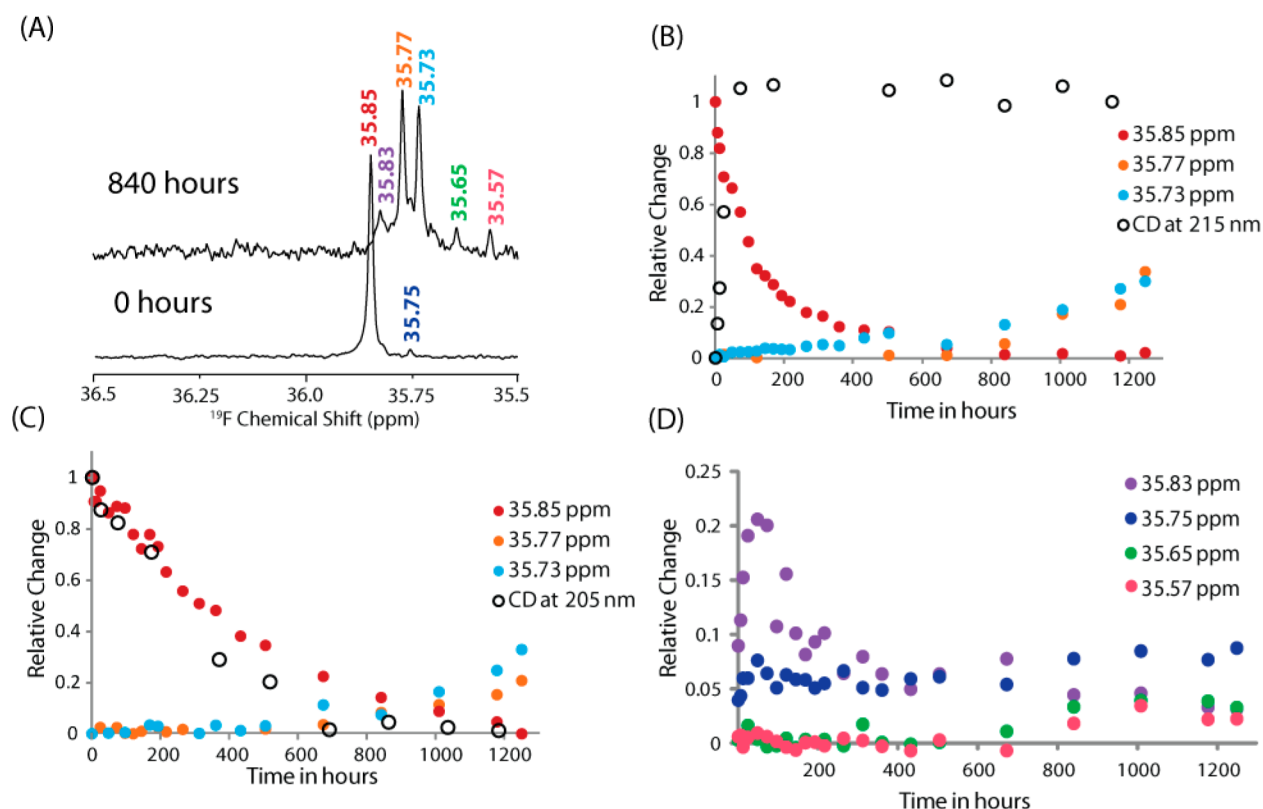 (A)
35.85
35.83
35.77
35.73
35.65
35.57
840 hours
0 hours
35.75
36.5
36.25
36.0
35.75
35.5
19F Chemical Shift (ppm)
(B)
Relative Change
1
0.8
0.6
0.4
0.2
0
0
200
400
600
800
1000
1200
Time in hours
35.85 ppm
35.77 ppm
35.73 ppm
CD at 215 nm
(C)
Relative Change
1
0.8
0.6
0.4
0.2
0
0
200
400
600
800
1000
1200
Time in hours
35.85 ppm
35.77 ppm
35.73 ppm
CD at 205 nm
(D)
Relative Change
0.25
0.2
0.15
0.1
0.05
0
200
400
600
800
1000
1200
Time in hours
35.83 ppm
35.75 ppm
35.65 ppm
35.57 ppm